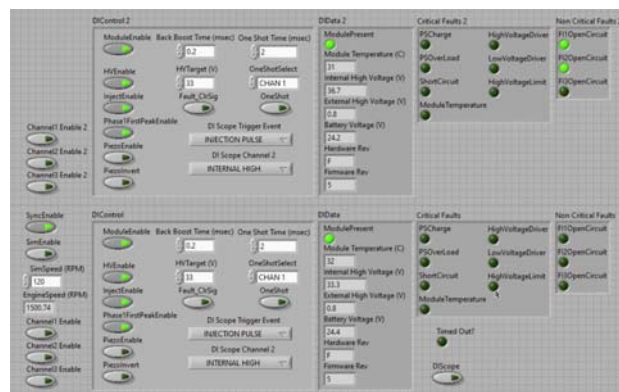 DIControl 2
ModuleEnable
Back Boost Time (msec)
One Shot Time (msec)
0.2
2
HVEnable
HVTarget (V)
OneShotSelect
33
CHAN 1
InjectEnable
Fault_ClkSig
OneShot
Phase1FirstPeakEnable
DI Scope Trigger Event
PiezoEnable
INJECTION PULSE
DI Scope Channel 2
PiezoInvert
INTERNAL HIGH
Channel1 Enable 2
Channel2 Enable 2
Channel3 Enable 2
DIData 2
ModulePresent
Module Temperature (C)
31
Internal High Voltage (V)
36.7
External High Voltage (V)
0.8
Battery Voltage (V)
24.2
Hardware Rev
F
Firmware Rev
5
Critical Faults 2
PSCharge
HighVoltageDriver
PSOverLoad
LowVoltageDriver
ShortCircuit
HighVoltageLimit
ModuleTemperature
Non Critical Faults 2
FI1OpenCircuit
FI2OpenCircuit
FI3OpenCircuit
SyncEnable
SimEnable
SimSpeed (RPM)
120
EngineSpeed (RPM)
1500.74
Channel1 Enable
Channel2 Enable
Channel3 Enable
DIControl
ModuleEnable
Back Boost Time (msec)
One Shot Time (msec)
0.2
2
HVEnable
HVTarget (V)
OneShotSelect
33
CHAN 1
InjectEnable
Fault_ClkSig
OneShot
Phase1FirstPeakEnable
DI Scope Trigger Event
PiezoEnable
INJECTION PULSE
DI Scope Channel 2
PiezoInvert
INTERNAL HIGH
DIData
ModulePresent
Module Temperature (C)
32
Internal High Voltage (V)
33.3
External High Voltage (V)
0.8
Battery Voltage (V)
24.4
Hardware Rev
F
Firmware Rev
5
Critical Faults
PSCharge
HighVoltageDriver
PSOverLoad
LowVoltageDriver
ShortCircuit
HighVoltageLimit
ModuleTemperature
Timed Out?
DIScope
Non Critical Faults
FI1OpenCircuit
FI2OpenCircuit
FI3OpenCircuit